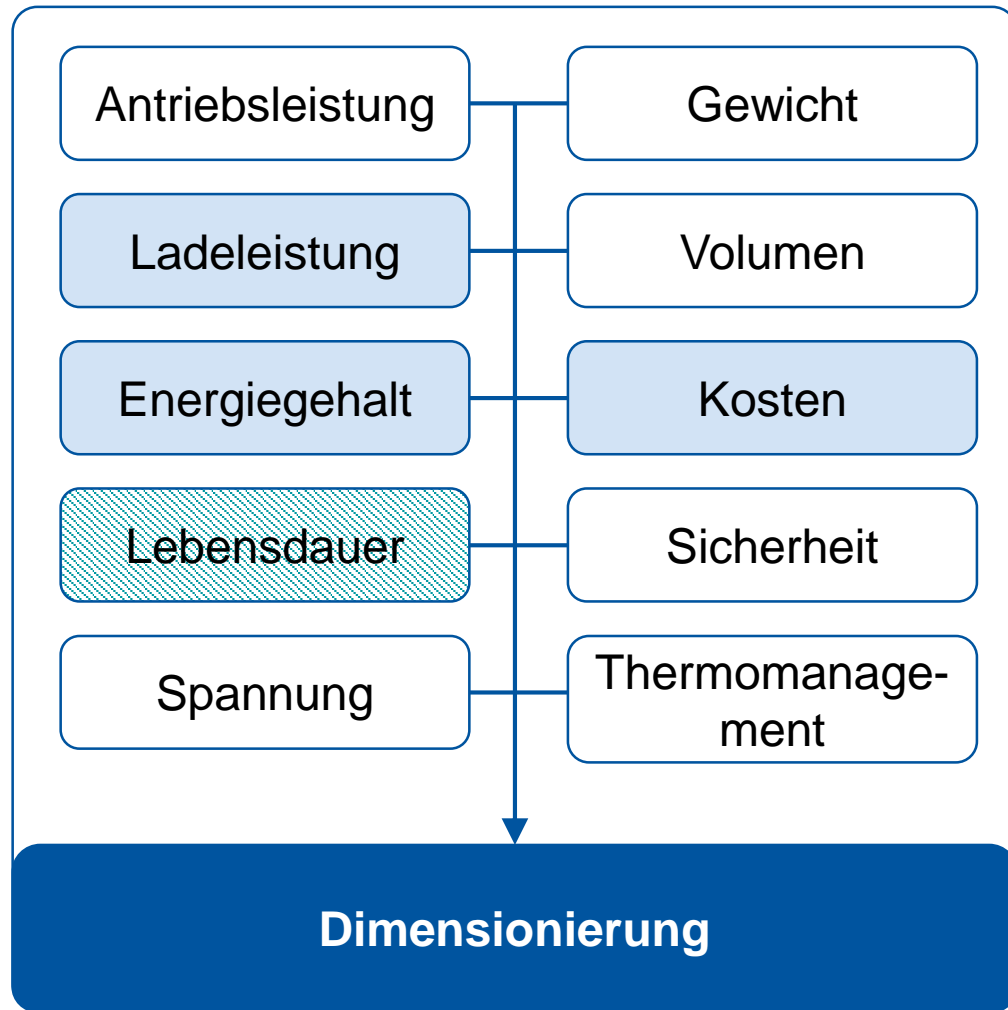 Antriebsleistung
Gewicht
Ladeleistung
Volumen
Energiegehalt
Kosten
Lebensdauer
Sicherheit
Spannung
Thermomanage-
ment
Dimensionierung